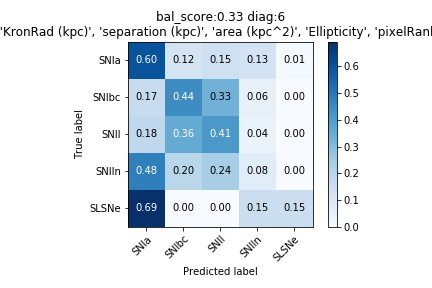 bal_score:0.33 diag:6
'KronRad (kpc)', 'separation (kpc)', 'area (kpc^2)', 'Ellipticity', 'pixelRank
True label
SNIa 0.60 0.12 0.15 0.13 0.01
SNIbc 0.17 0.44 0.33 0.06 0.00
SNII 0.18 0.36 0.41 0.04 0.00
SNIIn 0.48 0.20 0.24 0.08 0.00
SLSNe 0.69 0.00 0.00 0.15 0.15
SNIa SNIbc SNII SNIIn SLSNe
Predicted label
0.6
0.5
0.4
0.3
0.2
0.1
0.0